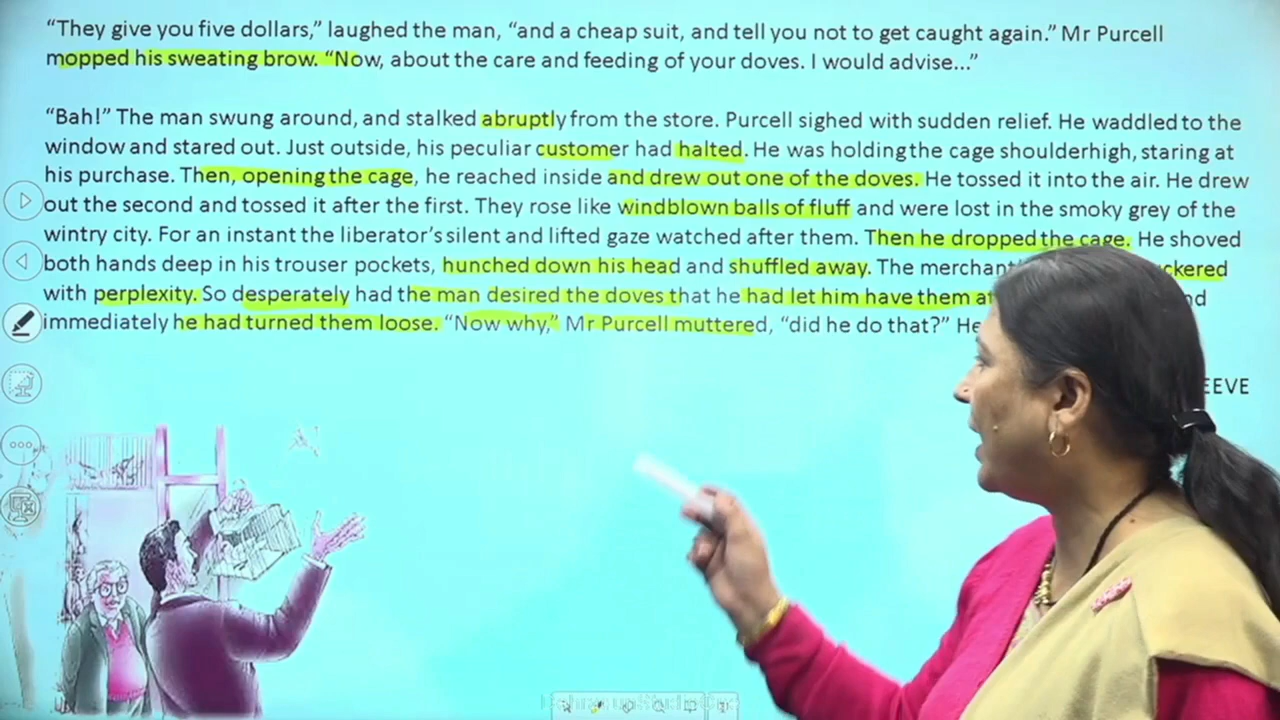 “They give you five dollars,” laughed the man, “and a cheap suit, and tell you not to get caught again.” Mr Purcell
mopped his sweating brow. “Now, about the care and feeding of your doves. I would advise...”
“Bah!” The man swung around, and stalked abruptly from the store. Purcell sighed with sudden relief. He waddled to the
window and stared out. Just outside, his peculiar customer had halted. He was holding the cage shoulderhigh, staring at
his purchase. Then, opening the cage, he reached inside and drew out one of the doves. He tossed it into the air. He drew
out the second and tossed it after the first. They rose like windblown balls of fluff and were lost in the smoky grey of the
wintry city. For an instant the liberator’s silent and lifted gaze watched after them. Then he dropped the cage. He shoved
both hands deep in his trouser pockets, hunched down his head and shuffled away. The merchant
with perplexity. So desperately had the man desired the doves that he had let him have them
immediately he had turned them loose. “Now why,” Mr Purcell muttered, “did he do that?” He